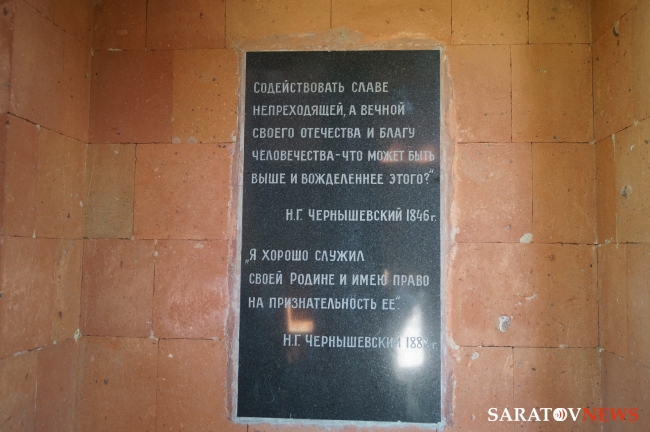 Содействовать славе
непреходящей, а вечной
своего отечества и благу
человечества-что может быть
выше и вожделеннее этого?"
Н.Г. Чернышевский 1846г.
„Я хорошо служил
своей Родине и имею право
на признательность ее".
Н.Г. Чернышевский
SARATOVNEWS